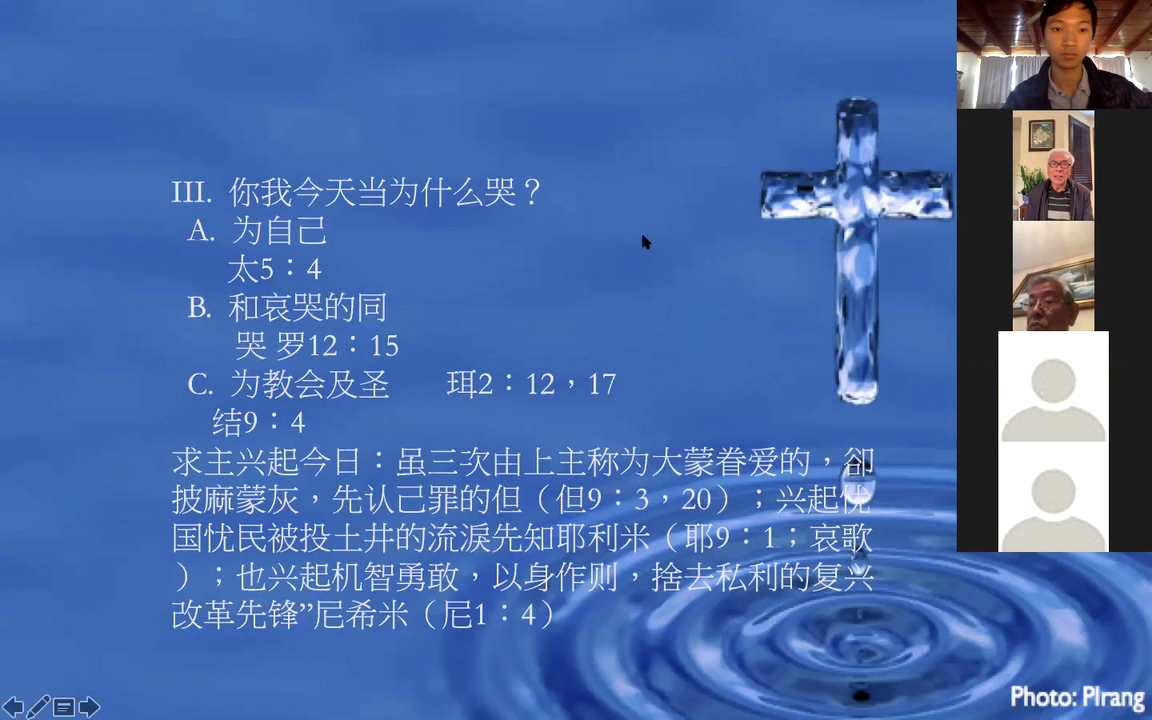 III. 你我今天当为什么哭？
A. 为自己
太5：4
B. 和哀哭的同
哭 罗12：15
C. 为教会及圣 珥2：12，17
结9：4
求主兴起今日：虽三次由上主称为大蒙眷爱的，卻
披麻蒙灰，先认己罪的但（但9：3，20）；兴起忧
国忧民被投土井的流淚先知耶利米（耶9：1；哀歌
）；也兴起机智勇敢，以身作则，捨去私利的复兴
改革先锋”尼希米（尼1：4）
Photo: PIrang